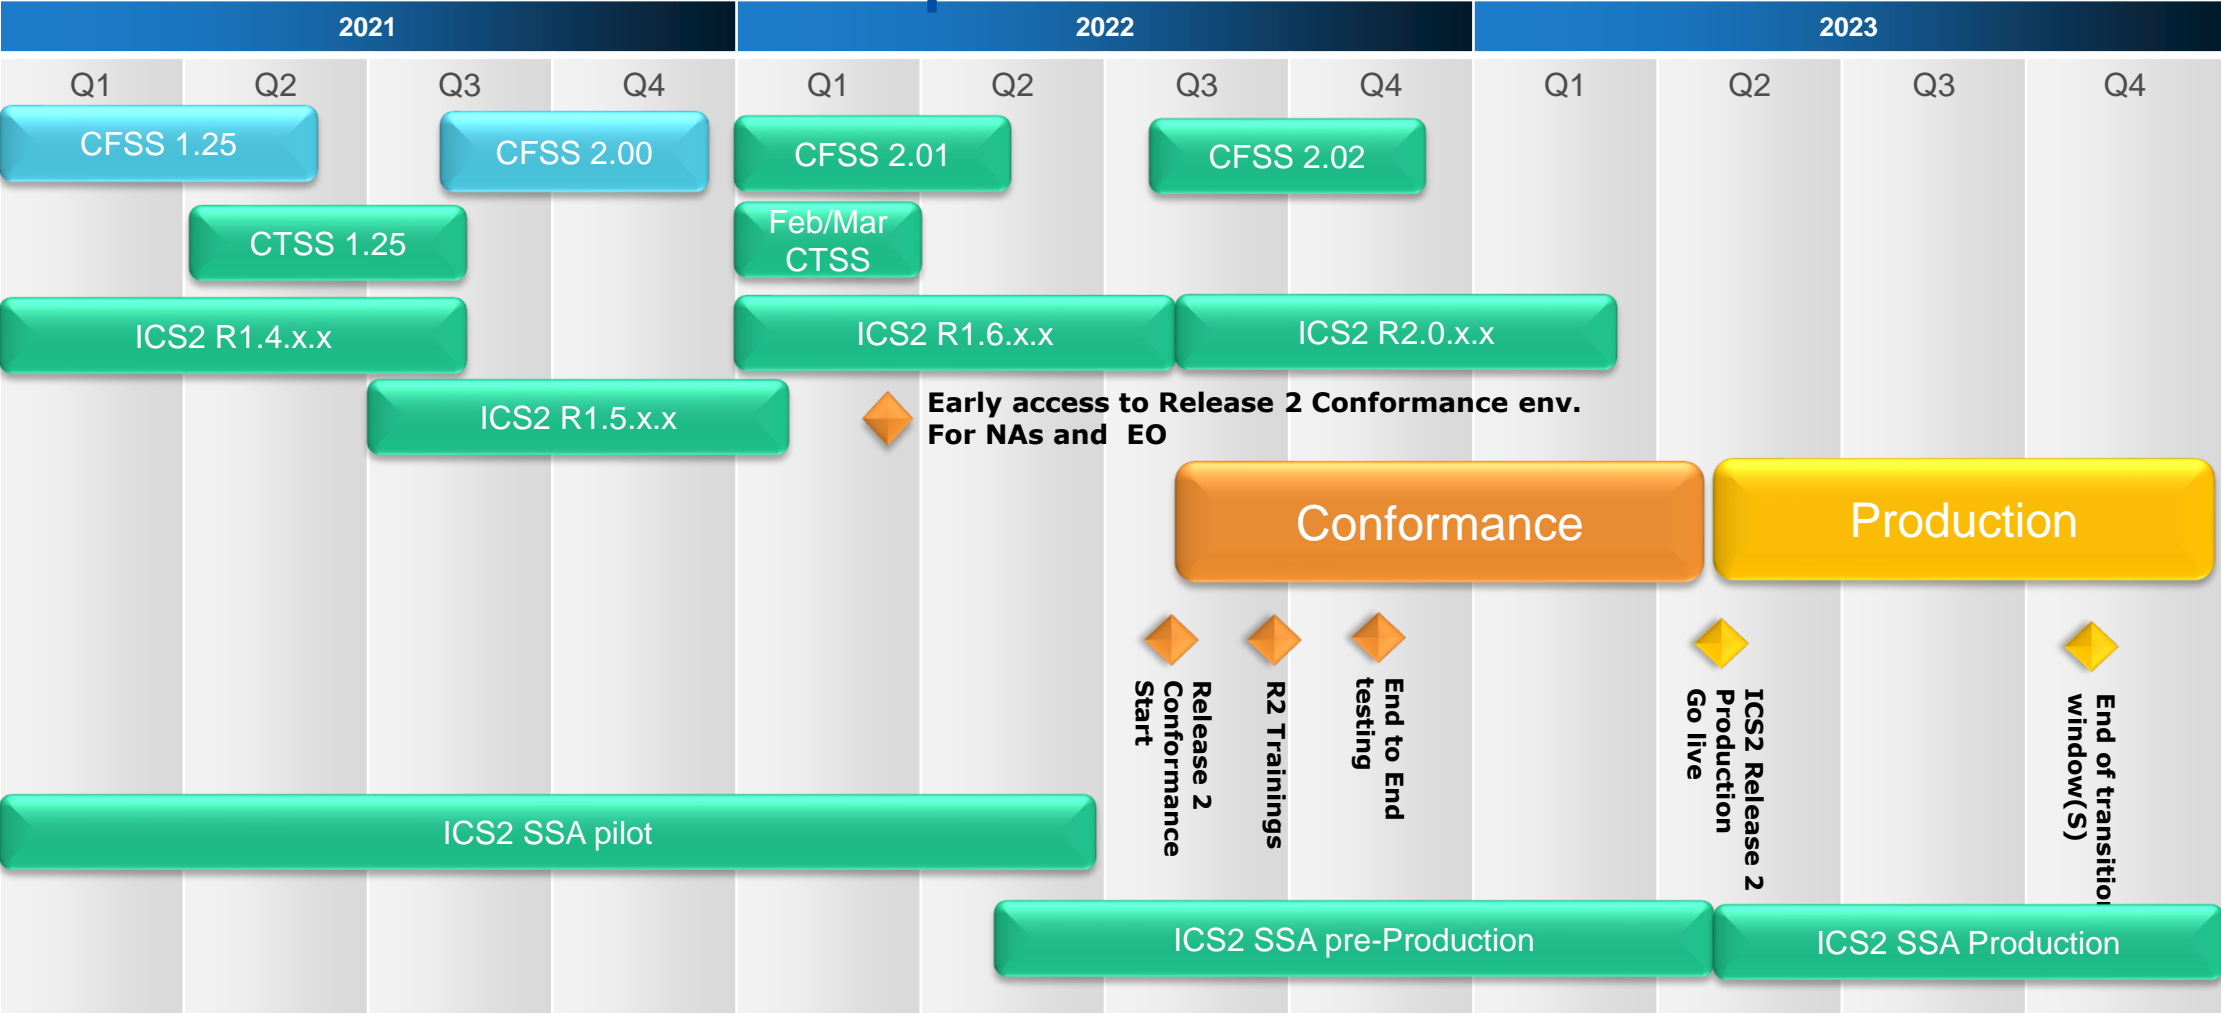 2021
2022
2023
Q1
Q2
Q3
Q4
Q1
Q2
Q3
Q4
Q1
Q2
Q3
Q4
CFSS 1.25
CFSS 2.00
CFSS 2.01
CFSS 2.02
CTSS 1.25
Feb/Mar
CTSS
ICS2 R1.4.x.x
ICS2 R1.6.x.x
ICS2 R2.0.x.x
ICS2 R1.5.x.x
Early access to Release 2 Conformance env.
For NAs and  EO
Conformance
Production
Release 2
Conformance
Start
R2 Trainings
End to End
testing
ICS2 Release 2
Production
Go live
End of transition
window(S)
ICS2 SSA pilot
ICS2 SSA pre-Production
ICS2 SSA Production